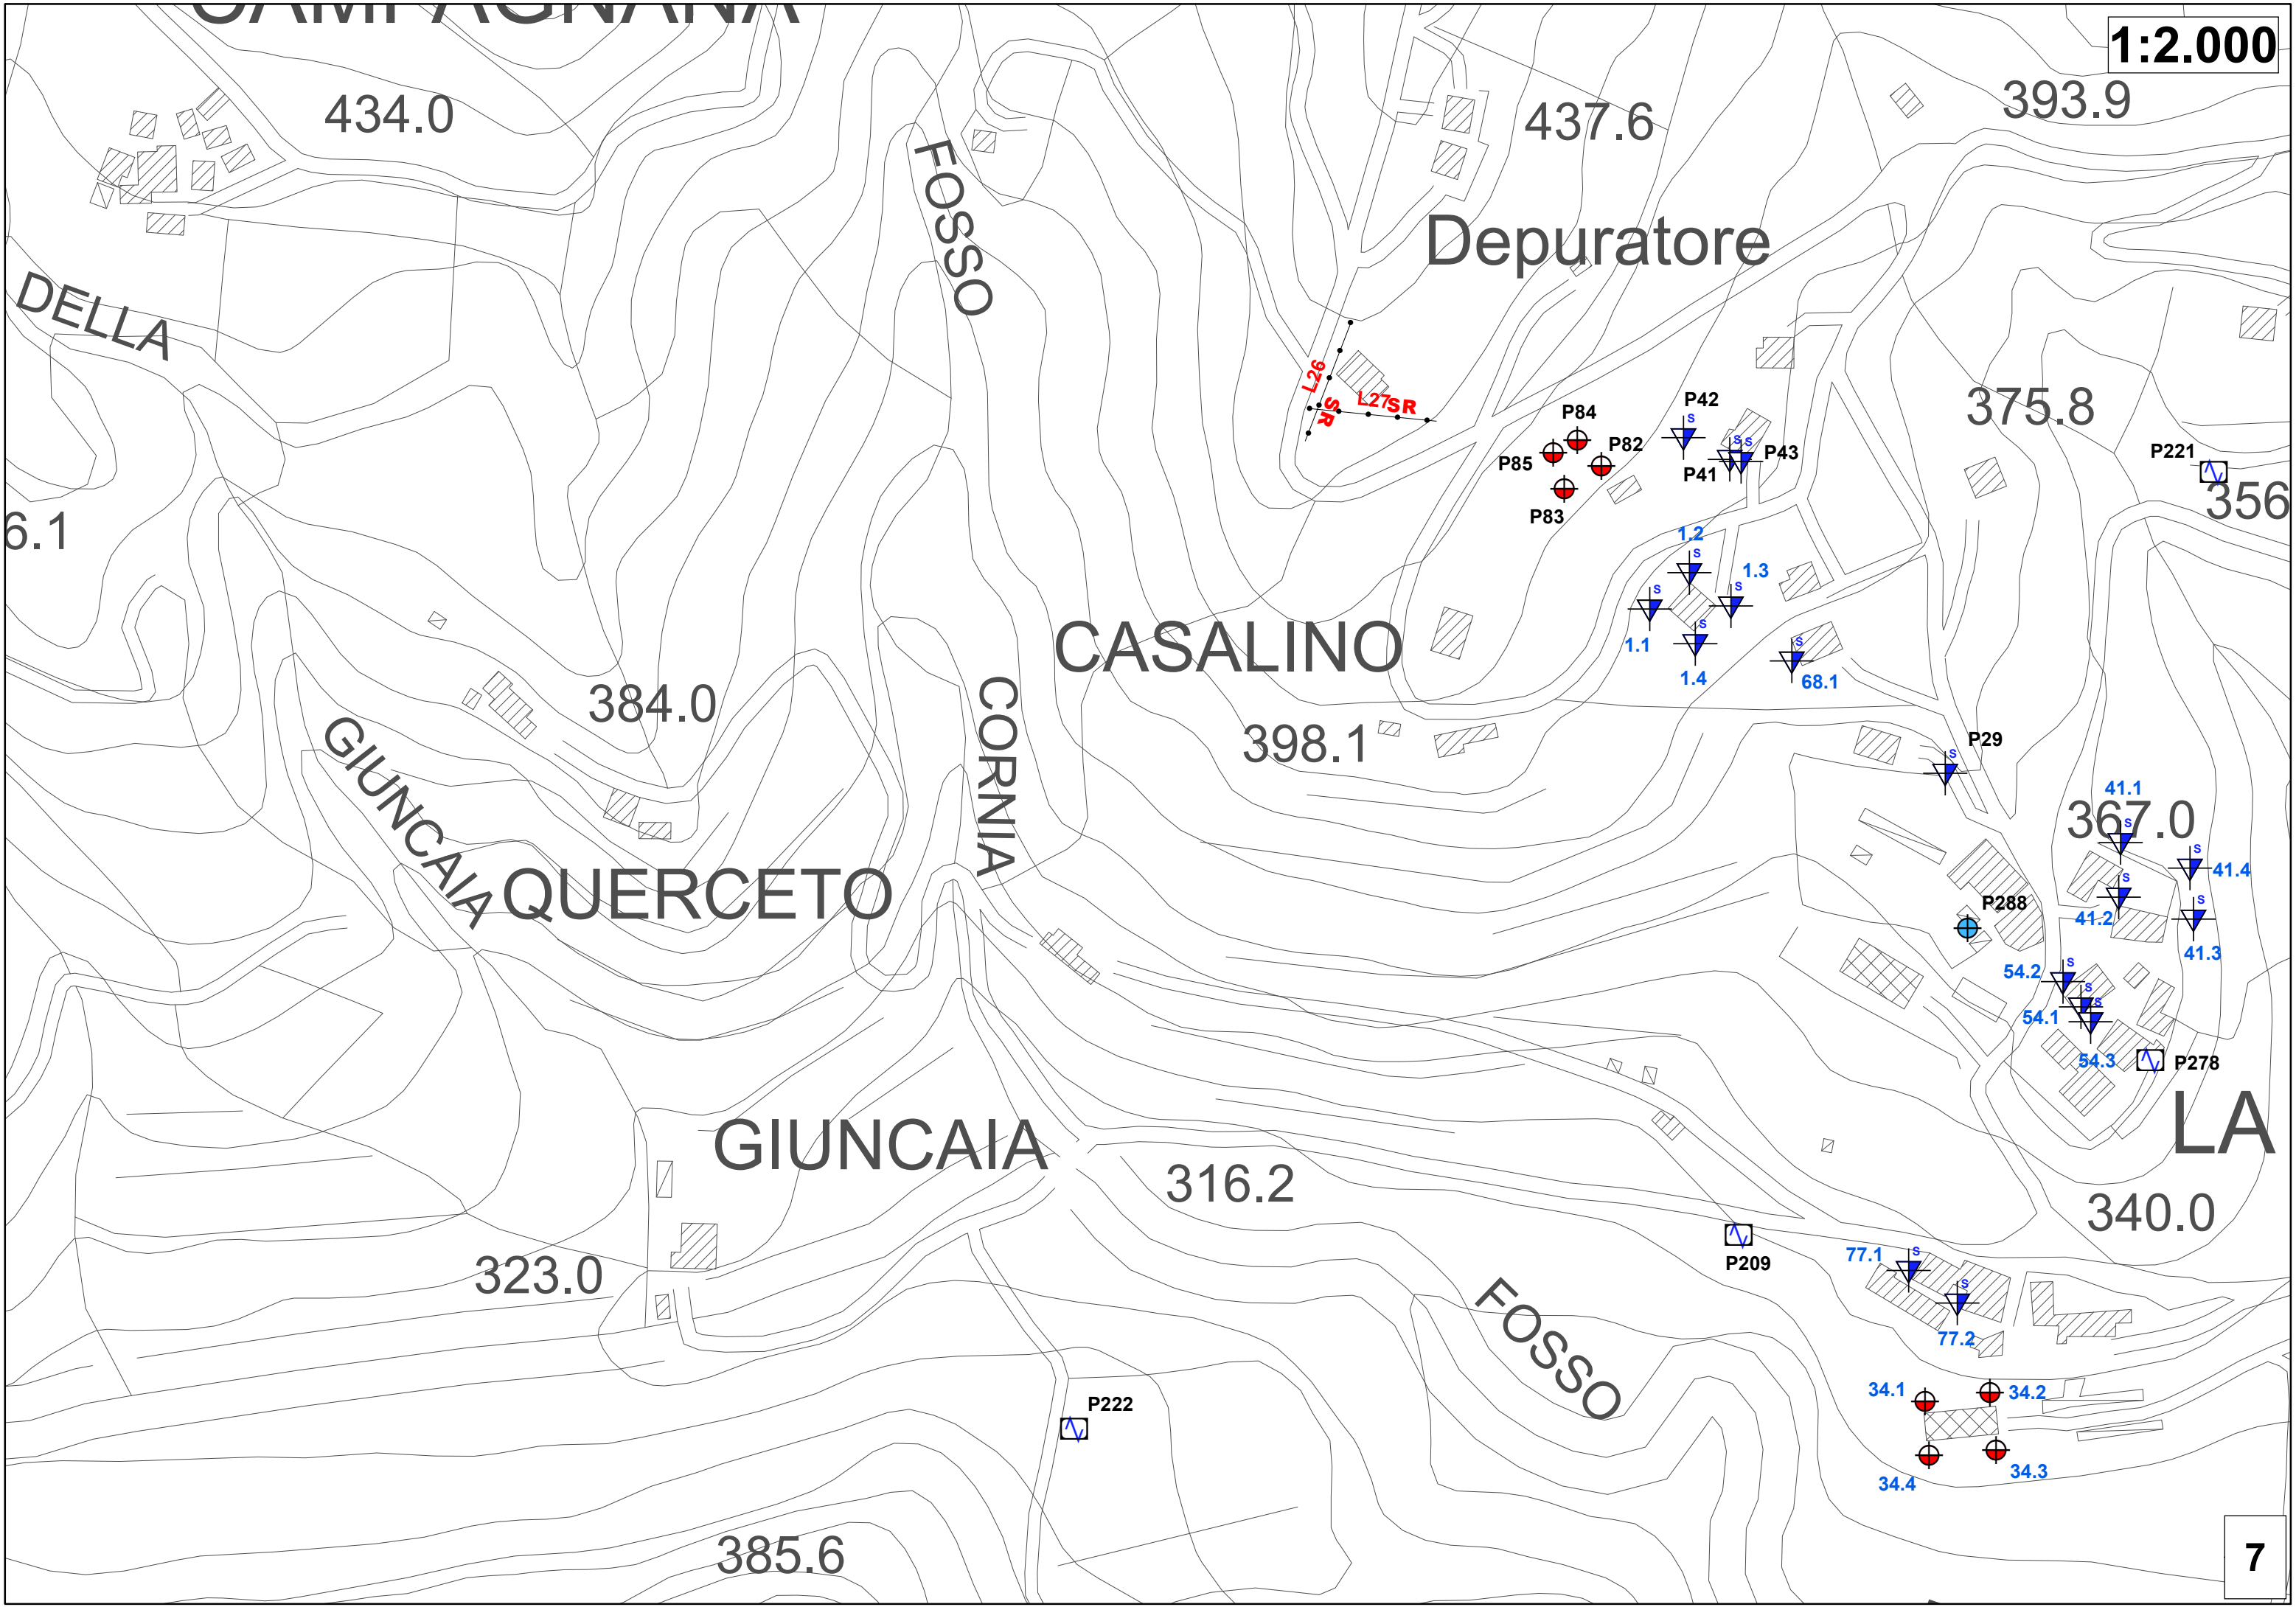 CAMPAGNANA
1:2.000
434.0
437.6
393.9
FOSSO
Depuratore
DELLA
L26
SR
L27
SR
375.8
P42
S
P84
P82
P85
P83
S
S
P41
P43
P221
356
6.1
1.2
S
1.3
S
S
1.1
S
1.4
CASALINO
S
68.1
384.0
CORNIA
398.1
GIUNCAIA
P29
S
41.1
367.0
S
S
41.4
QUERCETO
P288
S
41.2
S
41.3
54.2
S
S
S
54.1
54.3
P278
GIUNCAIA
LA
316.2
340.0
323.0
P209
77.1
S
S
77.2
FOSSO
34.1
34.2
P222
34.3
34.4
385.6
7